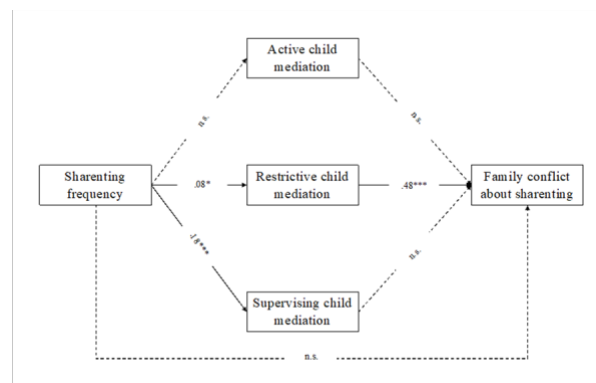 Active child
mediation
n.s.
n.s.
Sharenting
frequency
.08*
Restrictive child
mediation
.48***
Family conflict
about sharenting
.18***
n.s.
Supervising child
mediation
n.s.